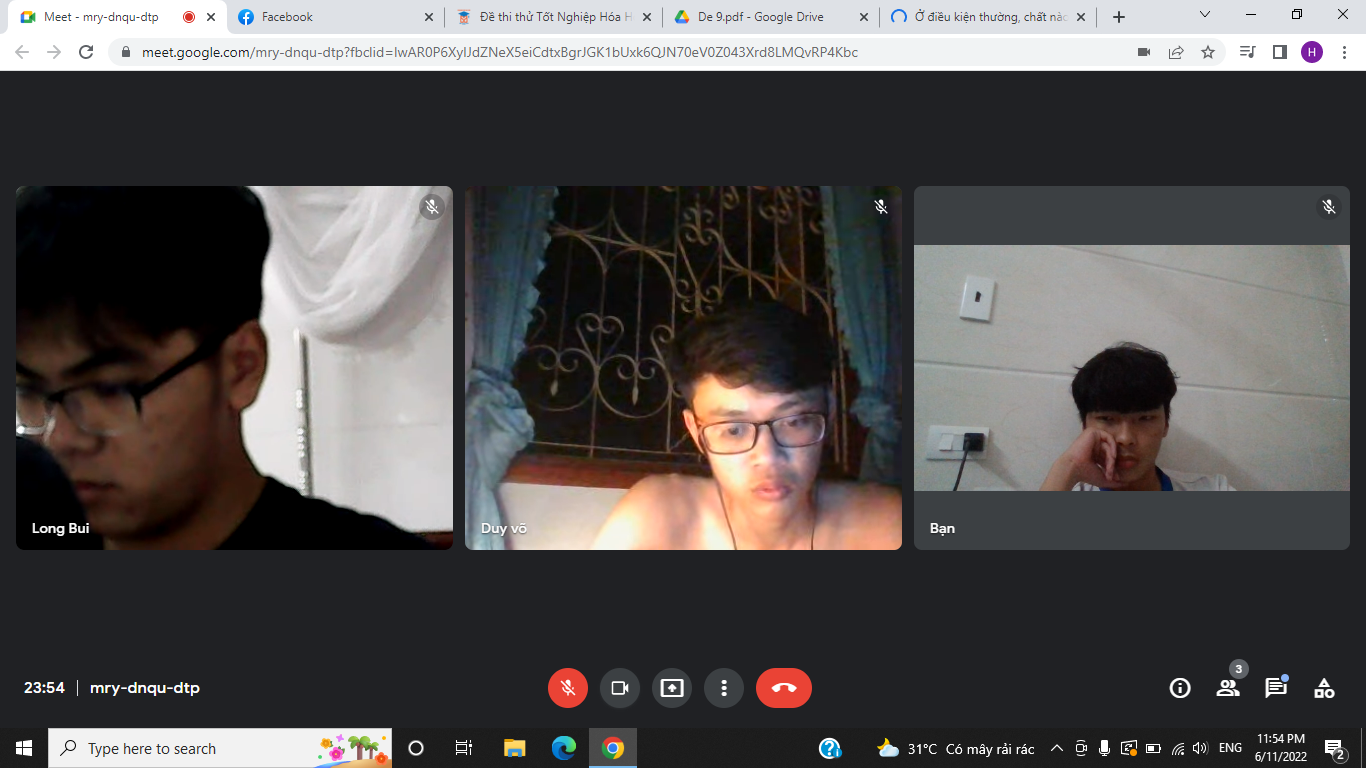 Meet - mry-dnqu-dtp
Facebook
Đề thi thử Tốt Nghiệp Hóa H
De 9.pdf - Google Drive
Ở điều kiện thường, chất nào
meet.google.com/mry-dnqu-dtp?fbclid=IwAR0P6XyIJdZNeX5eiCdtxBgrJGK1bUxk6QJN70eV0Z043Xrd8LMQvRP4Kbc
H
Long Bui
Duy võ
Bạn
23:54
mry-dnqu-dtp
3
Type here to search
31°C Có mây rải rác
ENG
11:54 PM
6/11/2022
2